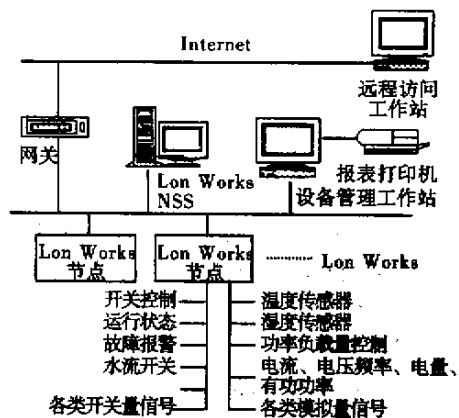 Internet
远程访问
工作站
网关
Lon Works
NSS
报表打印机
设备管理工作站
Lon Works
节点
Lon Works
节点
Lon Works
开关控制
温度传感器
运行状态
湿度传感器
故障报警
功率负载量控制
水流开关
电流、电压频率、电量、
有功功率
各类开关量信号
各类模拟量信号